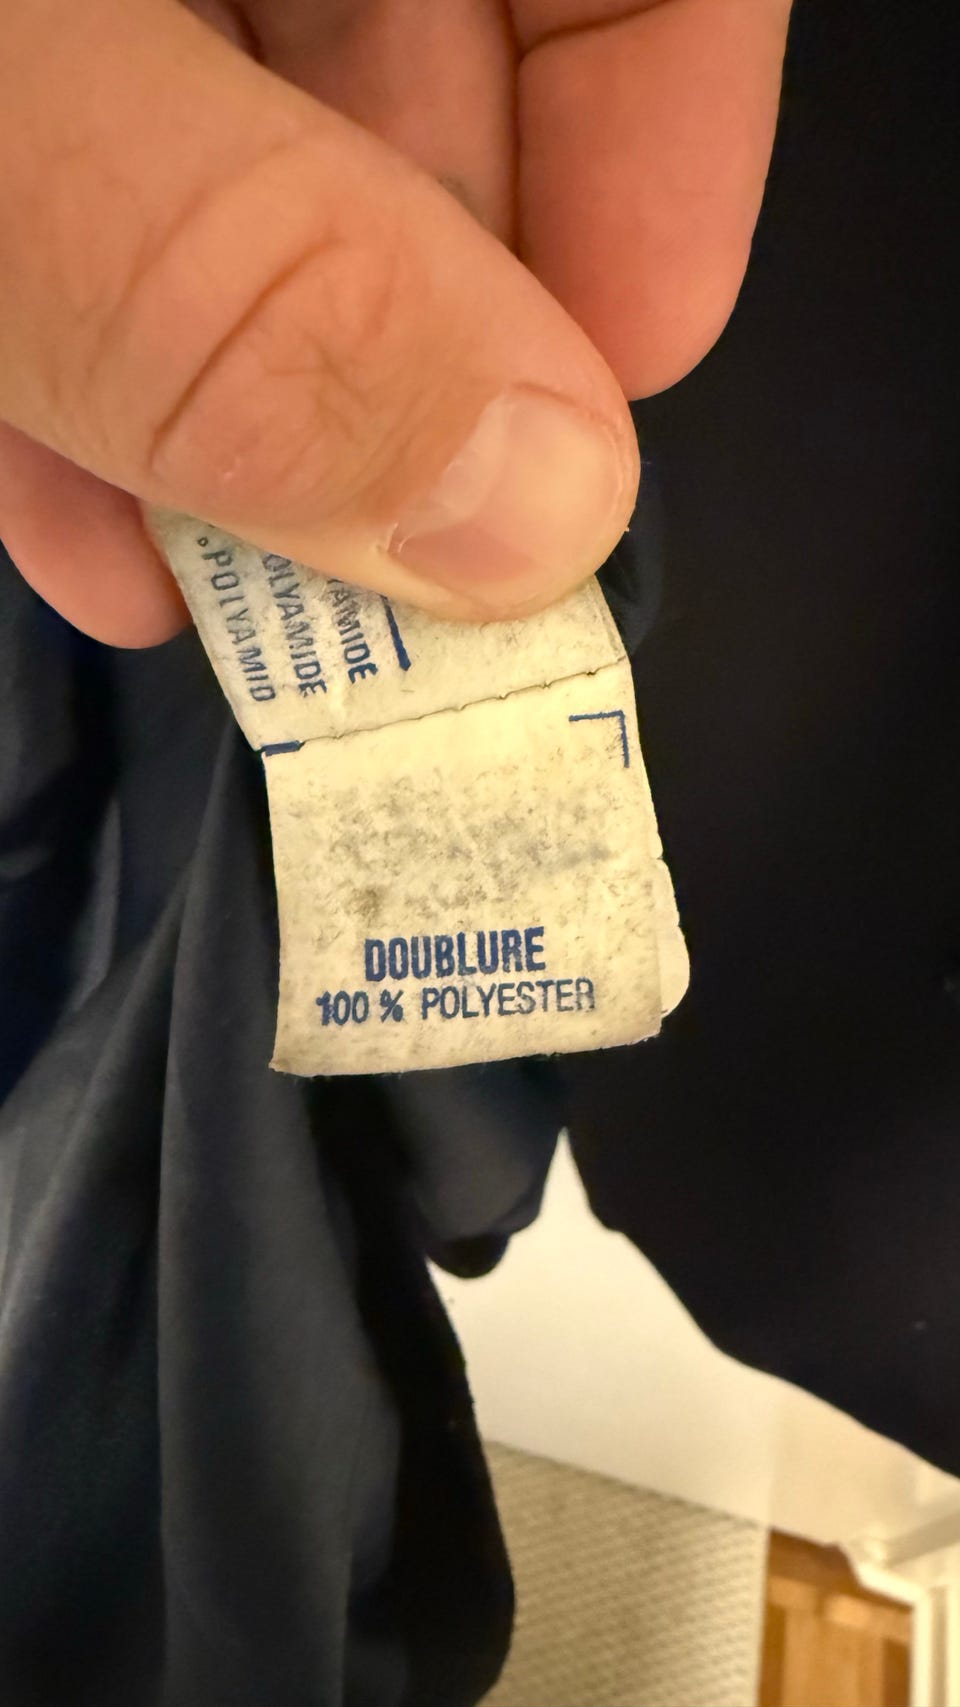 POLYAMID
DOUBLURE
100 % POLYESTER